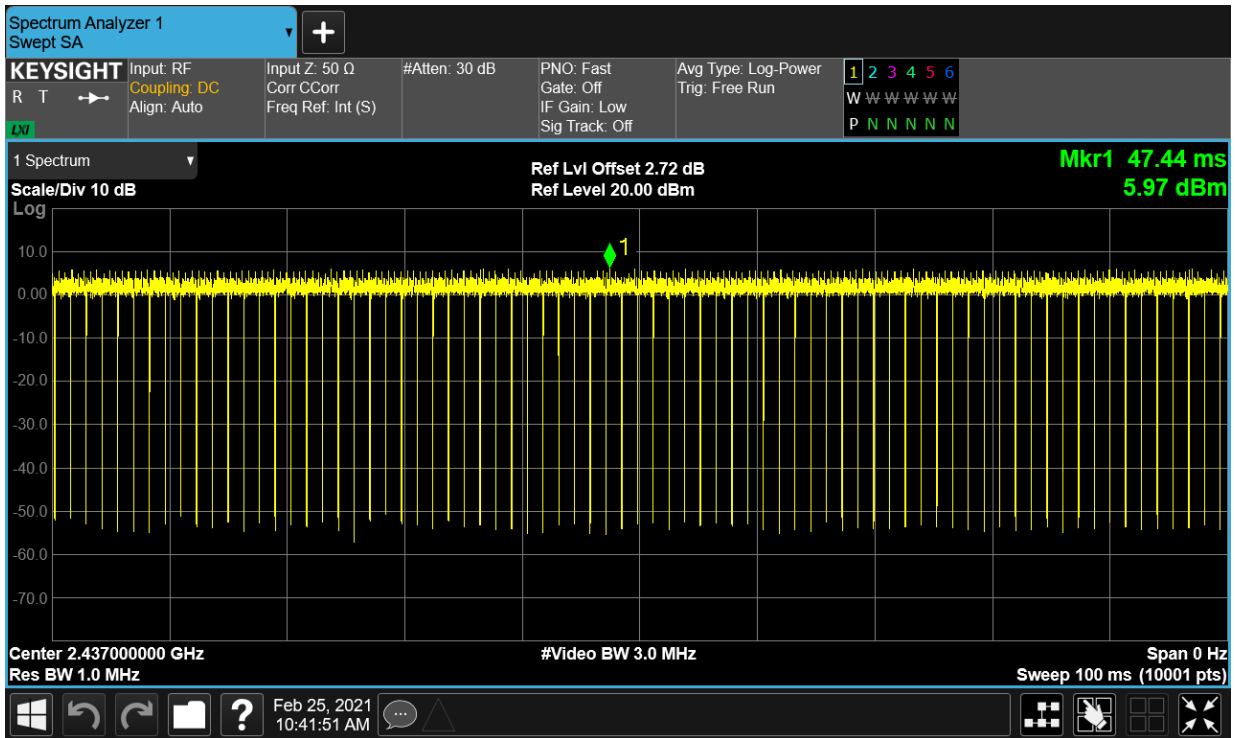 Spectrum Analyzer 1
Swept SA
KEYSIGHT
R T
LXI
Input: RF
Coupling: DC
Align: Auto
Input Z: 50 Ω
Corr CCorr
Freq Ref: Int (S)
#Atten: 30 dB
PNO: Fast
Gate: Off
IF Gain: Low
Sig Track: Off
Avg Type: Log-Power
Trig: Free Run
1 2 3 4 5 6
W W W W W W
P N N N N N
1 Spectrum
Scale/Div 10 dB
Log
Ref Lvl Offset 2.72 dB
Ref Level 20.00 dBm
Mkr1 47.44 ms
5.97 dBm
1
10.0
0.00
-10.0
-20.0
-30.0
-40.0
-50.0
-60.0
-70.0
Center 2.437000000 GHz
Res BW 1.0 MHz
#Video BW 3.0 MHz
Span 0 Hz
Sweep 100 ms (10001 pts)
?
Feb 25, 2021
10:41:51 AM